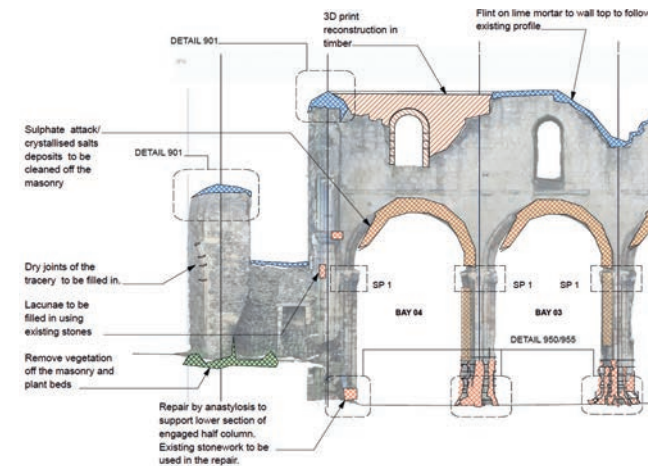 3D print
reconstruction in
timber
Flint on lime mortar to wall top to follow
existing profile
DETAIL 901
Sulphate attack/
crystallised salts
deposits to be
cleaned off the
masonry
DETAIL 901
Dry joints of the
tracery to be filled in.
Lacunae to be
filled in using
existing stones
Remove vegetation
off the masonry and
plant beds
SP 1
SP 1
SP 1
BAY 04
BAY 03
DETAIL 950/955
Repair by anastylosis to
support lower section of
engaged half column.
Existing stonework to be
used in the repair.